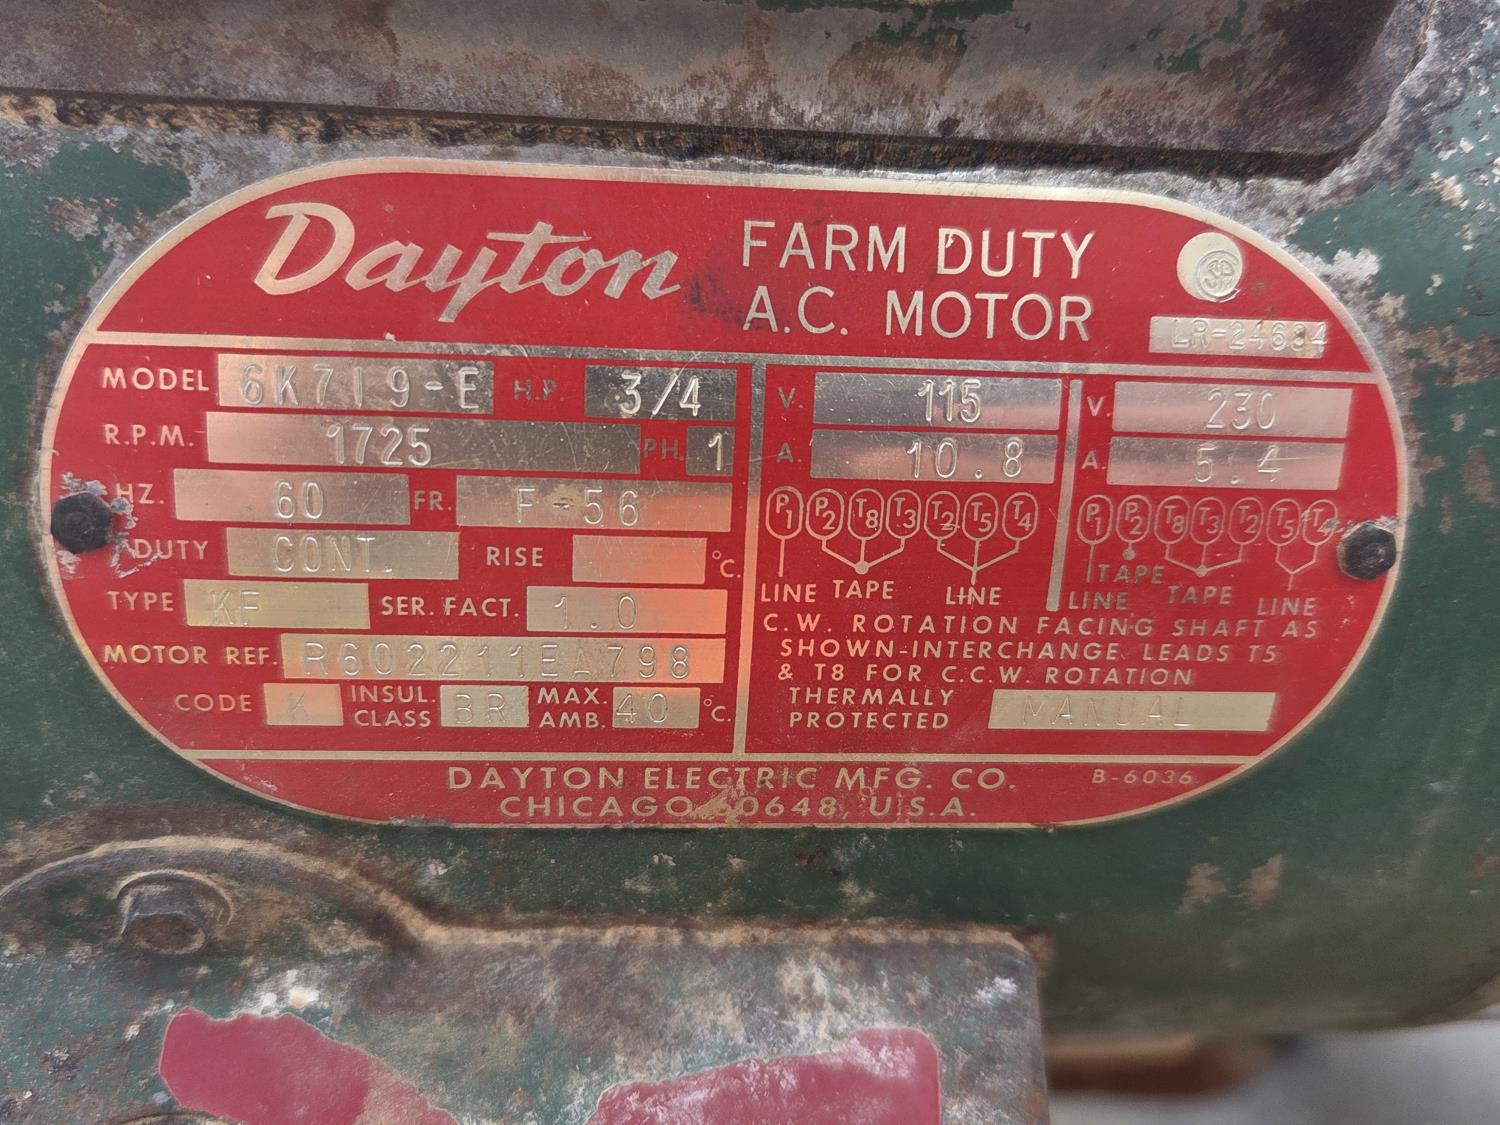 Dayton FARM DUTY
A.C. MOTOR
LR-24684
MODEL 6K719-E H.P. 3/4
R.P.M. 1725 PH. 1
HZ. 60 FR. F-56
DUTY CONT. RISE °C.
TYPE KF SER. FACT. 1.0
MOTOR REF. R602211EA798
CODE K INSUL. CLASS BR MAX. AMB. 40 °C.
V. 115 V. 230
A. 10.8 A. 5.4
P1 P2 T8 T3 T2 T5 T4 P1 P2 T8 T3 T2 T5 T4
LINE TAPE LINE LINE TAPE TAPE LINE
C.W. ROTATION FACING SHAFT AS
SHOWN-INTERCHANGE LEADS T5
& T8 FOR C.C.W. ROTATION
THERMALLY
PROTECTED MANUAL
DAYTON ELECTRIC MFG. CO. B-6036
CHICAGO 60648, U.S.A.